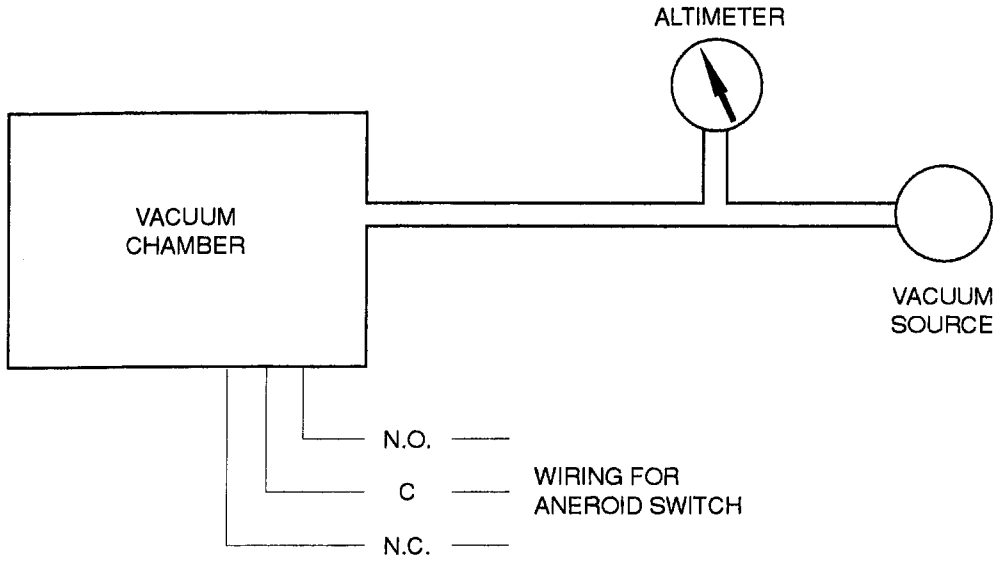 ALTIMETER
VACUUM
CHAMBER
VACUUM
SOURCE
N.O.
C
N.C.
WIRING FOR
ANEROID SWITCH